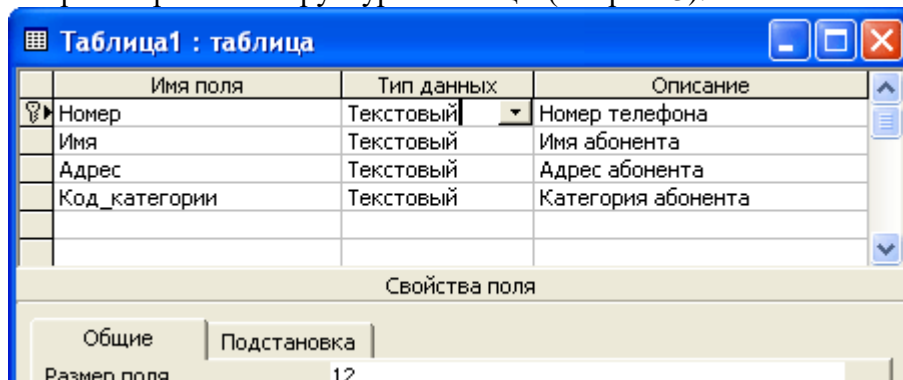 Таблица1 : таблица
Имя поля Тип данных Описание
Номер Текстовый Номер телефона
Имя Текстовый Имя абонента
Адрес Текстовый Адрес абонента
Код_категории Текстовый Категория абонента
Свойства поля
Общие Подстановка
Размер поля 12